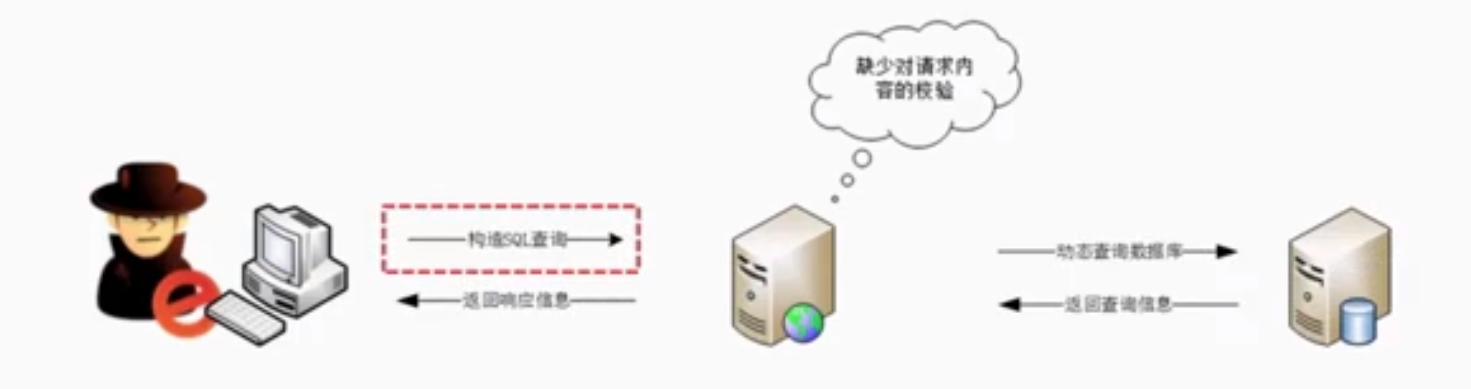 缺少对请求内
容的校验
构造SQL查询
动态查询数据库
返回响应信息
返回查询信息